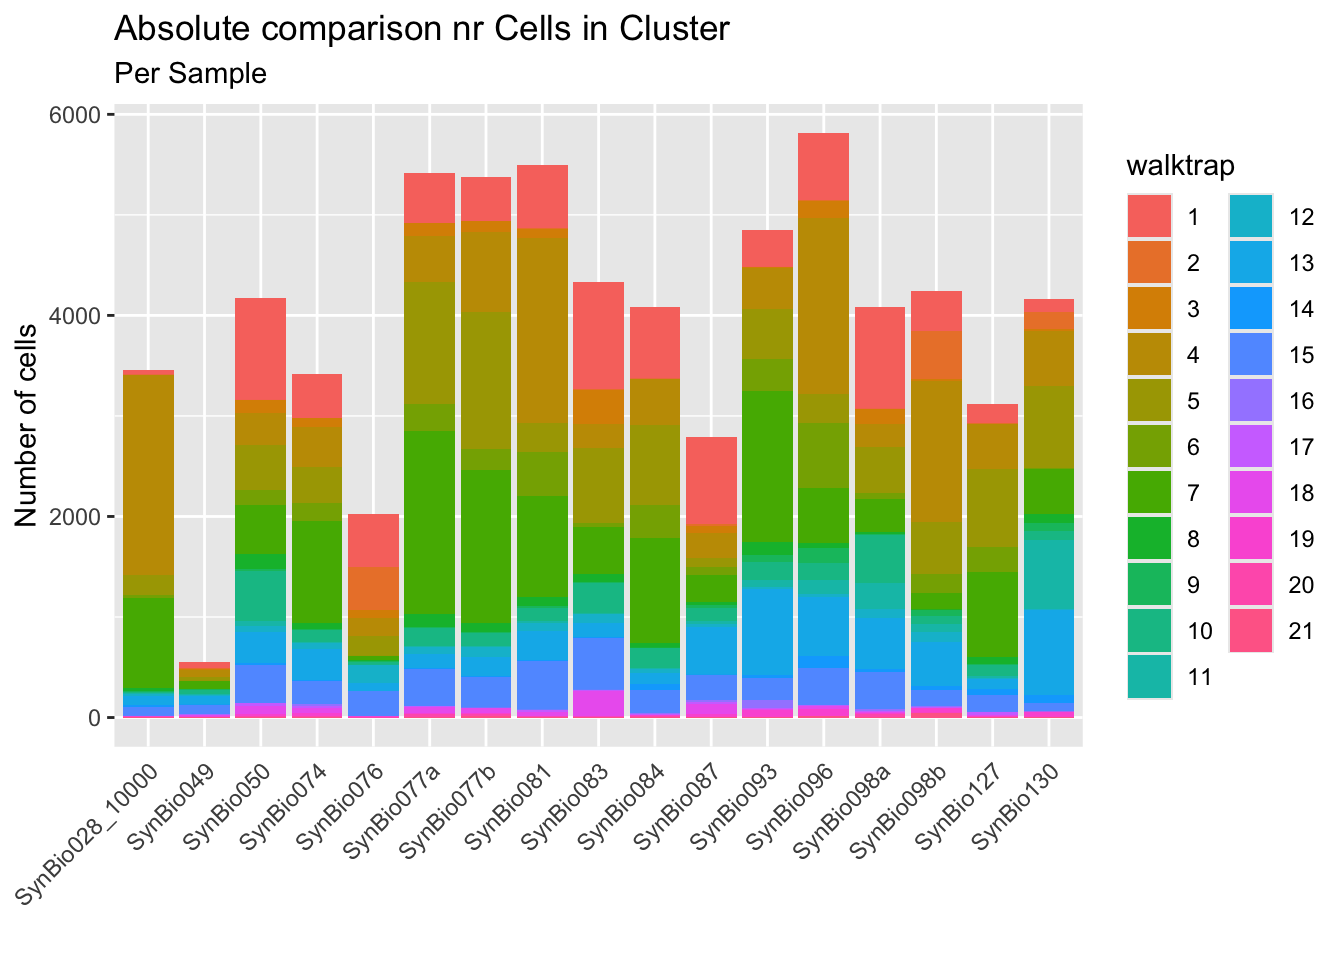 Absolute comparison nr Cells in Cluster
Per Sample
Number of cells
6000
4000
2000
0
SynBio028_10000
SynBio049
SynBio050
SynBio074
SynBio076
SynBio077a
SynBio077b
SynBio081
SynBio083
SynBio084
SynBio087
SynBio093
SynBio096
SynBio098a
SynBio098b
SynBio127
SynBio130
walktrap
1
2
3
4
5
6
7
8
9
10
11
12
13
14
15
16
17
18
19
20
21